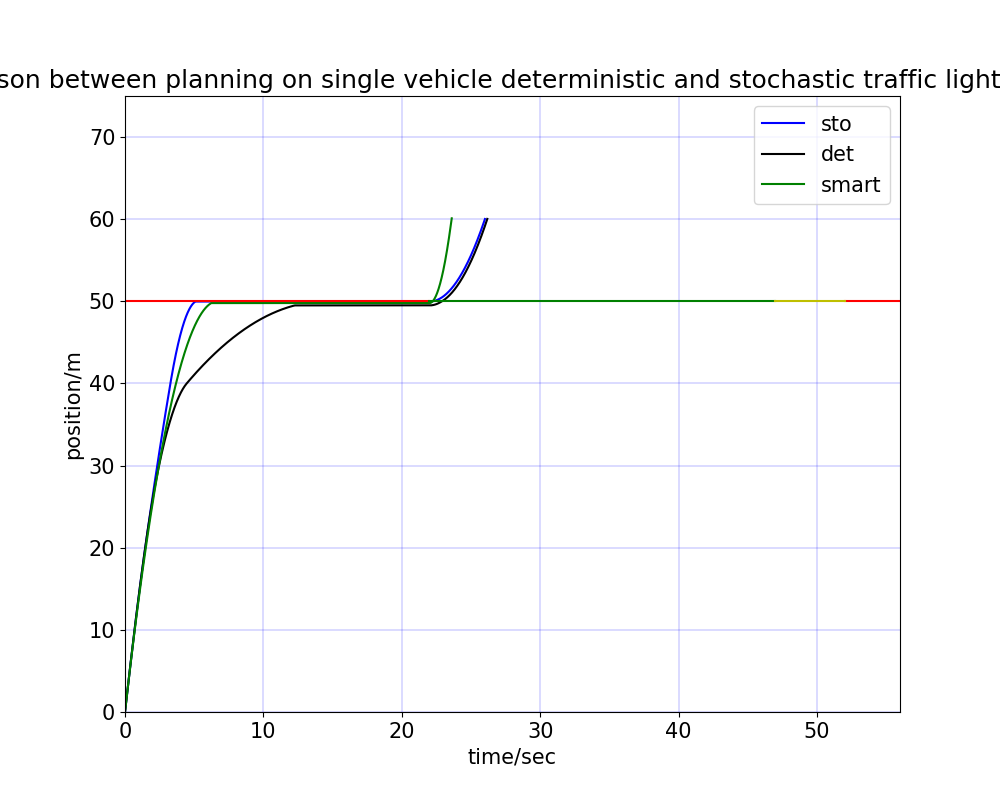 son between planning on single vehicle deterministic and stochastic traffic light
sto
det
smart
70
60
50
40
30
20
10
0
position/m
0 10 20 30 40 50
time/sec